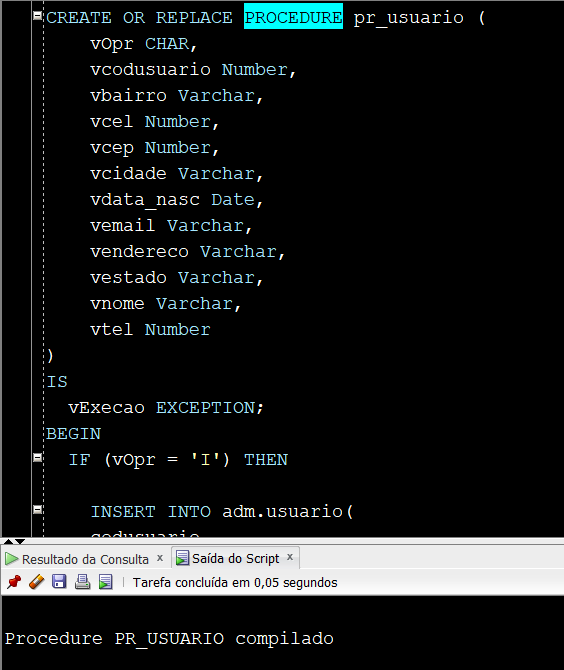 CREATE OR REPLACE PROCEDURE pr_usuario (
vOpr CHAR,
vcodusuario Number,
vbairro Varchar,
vcel Number,
vcep Number,
vcidade Varchar,
vdata_nasc Date,
vemail Varchar,
vendereco Varchar,
vestado Varchar,
vnome Varchar,
vtel Number
)
IS
vExecao EXCEPTION;
BEGIN
IF (vOpr = 'I') THEN
INSERT INTO adm.usuario(
codusuario
Resultado da Consulta x Saída do Script x
Tarefa concluída em 0,05 segundos
Procedure PR_USUARIO compilado